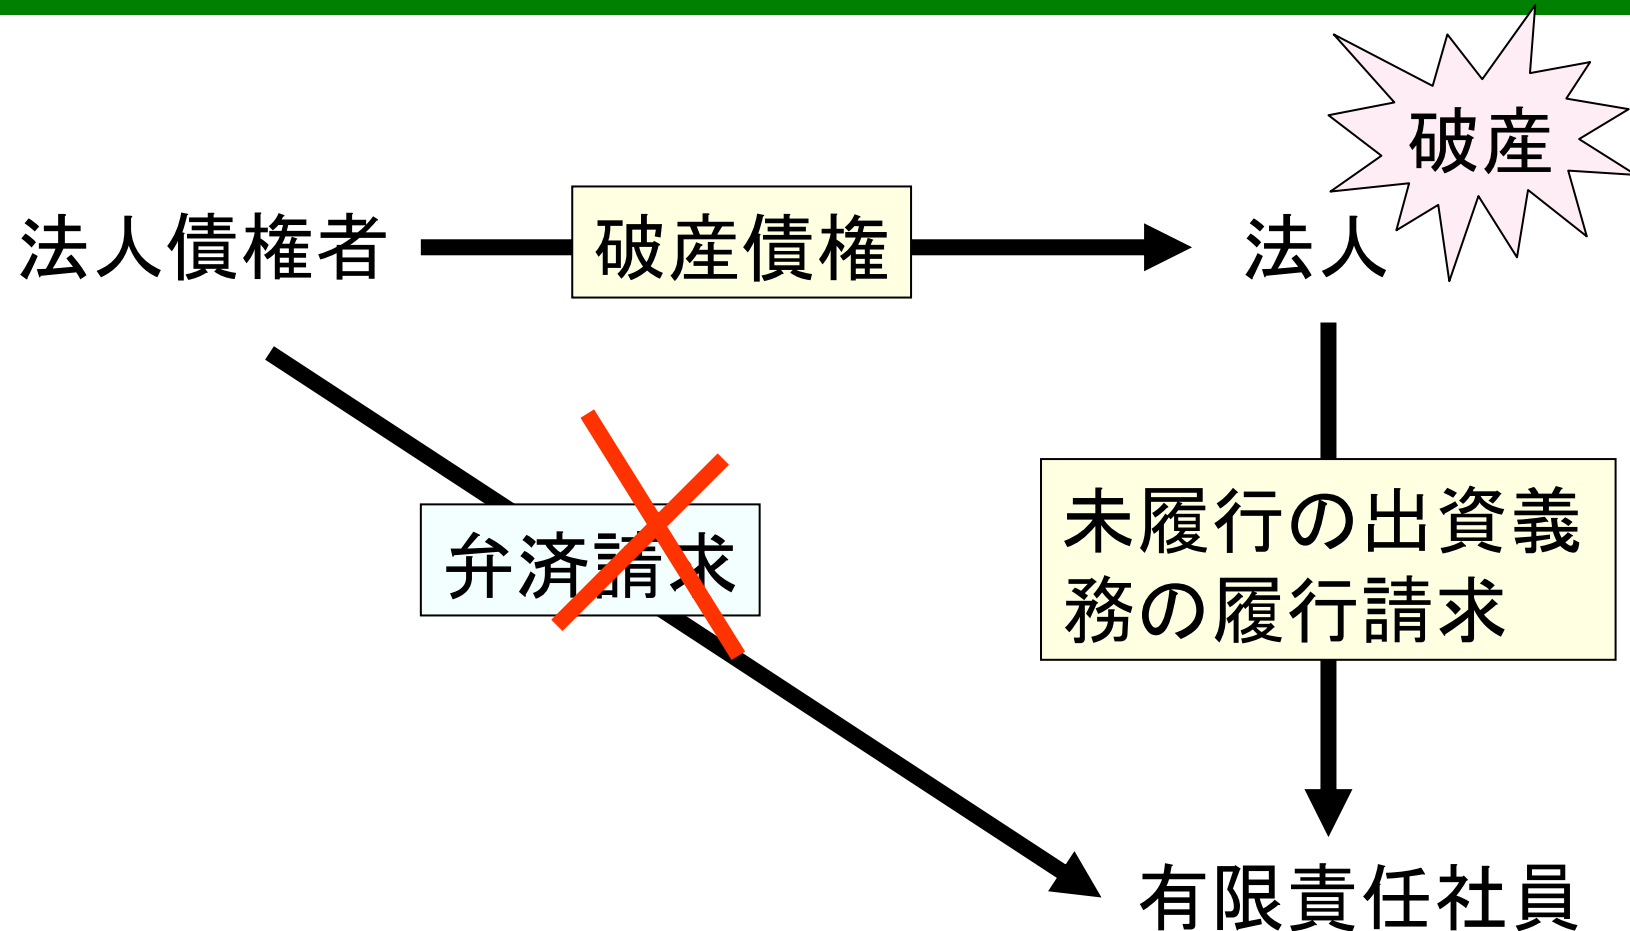 破産
法人債権者
破産債権
法人
弁済請求
未履行の出資義
務の履行請求
有限責任社員